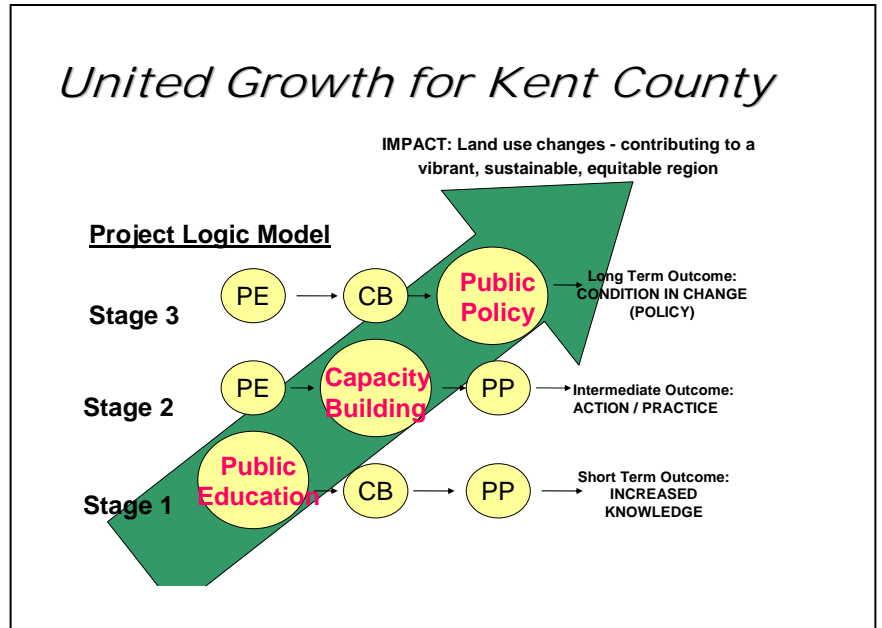 United Growth for Kent County
IMPACT: Land use changes - contributing to a
vibrant, sustainable, equitable region
Project Logic Model
Stage 3
PE
CB
Public
Policy
Long Term Outcome:
CONDITION IN CHANGE
(POLICY)
Stage 2
PE
Capacity
Building
PP
Intermediate Outcome:
ACTION / PRACTICE
Stage 1
Public
Education
CB
PP
Short Term Outcome:
INCREASED
KNOWLEDGE